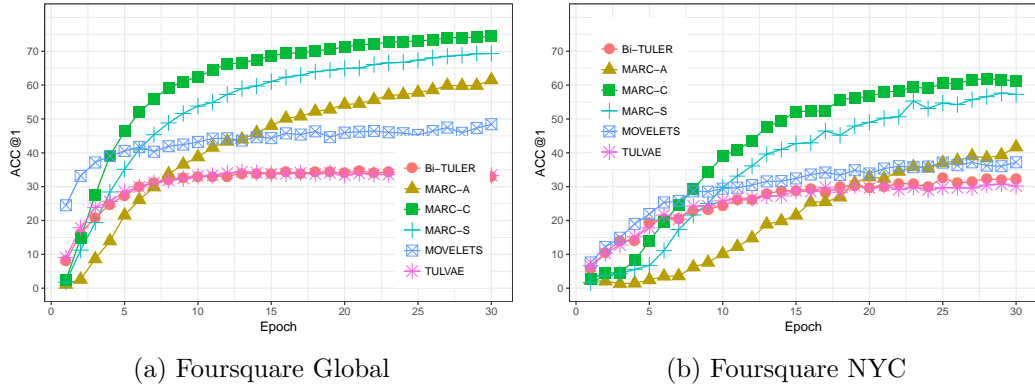 ACC@1
70
60
50
40
30
20
10
0
Bi−TULER
MARC−A
MARC−C
MARC−S
MOVELETS
TULVAE
0 5 10 15 20 25 30
Epoch
(a) Foursquare Global
ACC@1
70
60
50
40
30
20
10
0
Bi−TULER
MARC−A
MARC−C
MARC−S
MOVELETS
TULVAE
0 5 10 15 20 25 30
Epoch
(b) Foursquare NYC